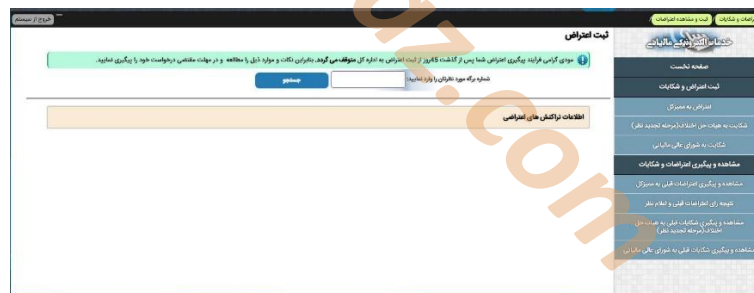 خروج از سیستم
ثبت و مشاهده اعتراضات
خدمات الکترونیکی مالیاتی
صفحه نخست
ثبت اعتراض و شکایات
اعتراض به ممیزکل
شکایت به هیات حل اختلاف(مرحله تجدید نظر)
شکایت به شورای عالی مالیاتی
مشاهده و پیگیری اعتراضات و شکایات
مشاهده و پیگیری اعتراضات قبلی به ممیزکل
نتیجه رای اعتراضات قبلی و اعلام نظر
مشاهده و پیگیری شکایات قبلی به هیات حل
اختلاف(مرحله تجدید نظر)
مشاهده و پیگیری شکایات قبلی به شورای عالی مالیاتی
ثبت اعتراض
مودی گرامی فرآیند پیگیری اعتراض شما پس از گذشت 45روز از ثبت اعتراض به اداره کل متوقف می گردد، بنابراین نکات و موارد ذیل را مطالعه و در مهلت مقتضی درخواست خود را پیگیری نمایید.
شماره برگه مورد نظرتان را وارد نمایید:
جستجو
اطلاعات تراکنش های اعتراضی
.com